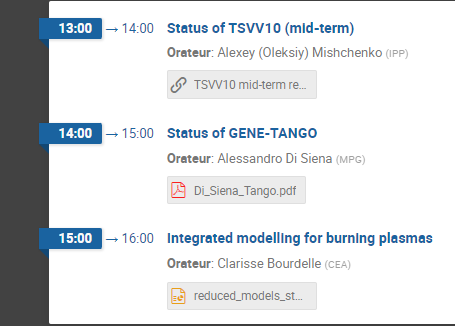 13:00 → 14:00 Status of TSVV10 (mid-term)
Orateur: Alexey (Oleksiy) Mishchenko (IPP)
TSVV10 mid-term re...
14:00 → 15:00 Status of GENE-TANGO
Orateur: Alessandro Di Siena (MPG)
Di_Siena_Tango.pdf
15:00 → 16:00 Integrated modelling for burning plasmas
Orateur: Clarisse Bourdelle (CEA)
reduced_models_st...